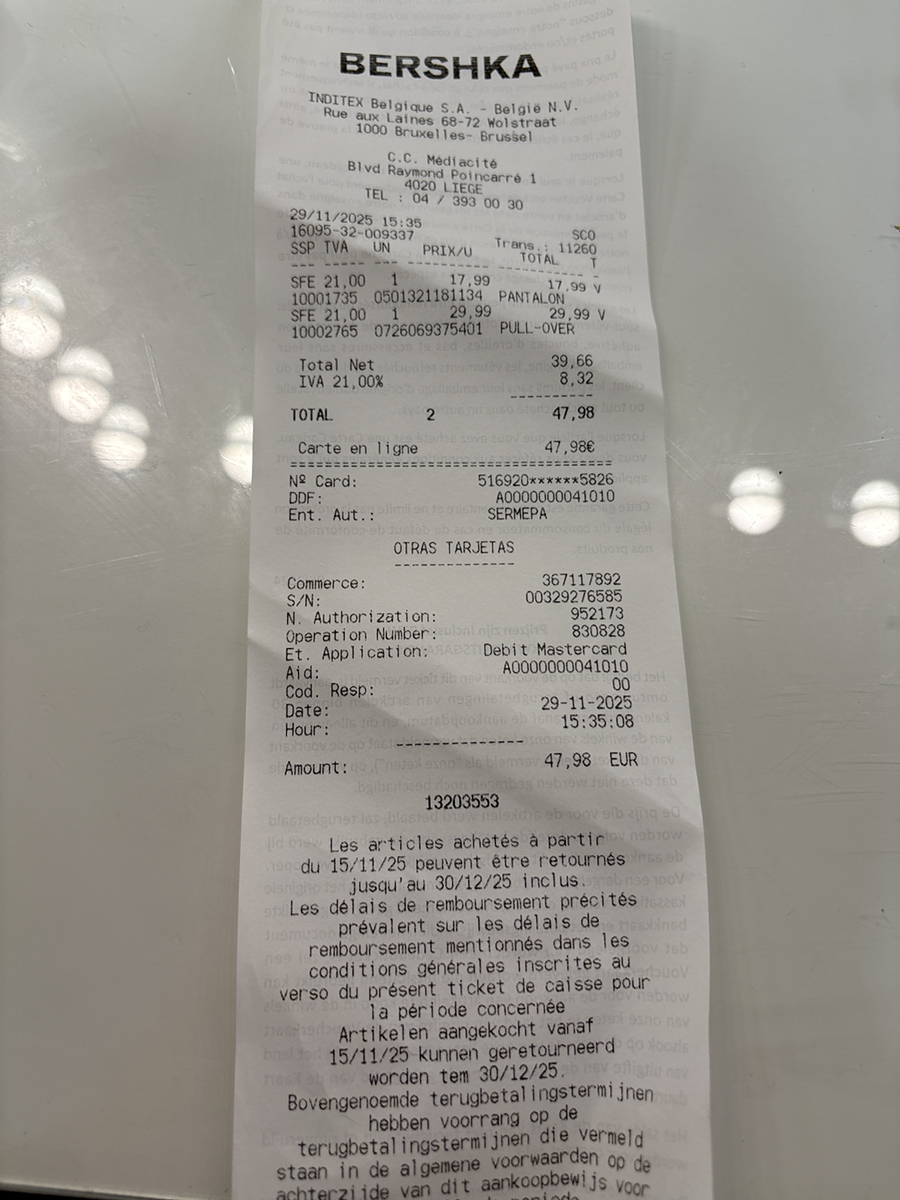 BERSHKA
INDITEX Belgique S.A. - België N.V.
Rue aux Laines 68-72 Wolstraat
1000 Bruxelles- Brussel
C.C. Médiacité
Blvd Raymond Poincarré 1
4020 LIEGE
TEL : 04 / 393 00 30
29/11/2025 15:35 SCO
16095-32-009337 Trans.: 11260
SSP TVA UN PRIX/U TOTAL T
SFE 21,00 1 17,99 17,99 V
10001735 0501321181134 PANTALON
SFE 21,00 1 29,99 29,99 V
10002765 0726069375401 PULL-OVER
Total Net 39,66
IVA 21,00% 8,32
TOTAL 2 47,98
Carte en ligne 47,98€
Nº Card: 516920******5826
DDF: A0000000041010
Ent. Aut.: SERMEPA
OTRAS TARJETAS
Commerce: 367117892
S/N: 00329276585
N. Authorization: 952173
Operation Number: 830828
Et. Application: Debit Mastercard
Aid: A0000000041010
Cod. Resp: 00
Date: 29-11-2025
Hour: 15:35:08
Amount: 47,98 EUR
13203553
Les articles achetés à partir
du 15/11/25 peuvent être retournés
jusqu'au 30/12/25 inclus.
Les délais de remboursement précités
prévalent sur les délais de
remboursement mentionnés dans les
conditions générales inscrites au
verso du présent ticket de caisse pour
la période concernée
Artikelen aangekocht vanaf
15/11/25 kunnen geretourneerd
worden tem 30/12/25.
Bovengenoemde terugbetalingstermijnen
hebben voorrang op de
terugbetalingstermijnen die vermeld
staan in de algemene voorwaarden op de
achterzijde van dit aankoopbewijs voor